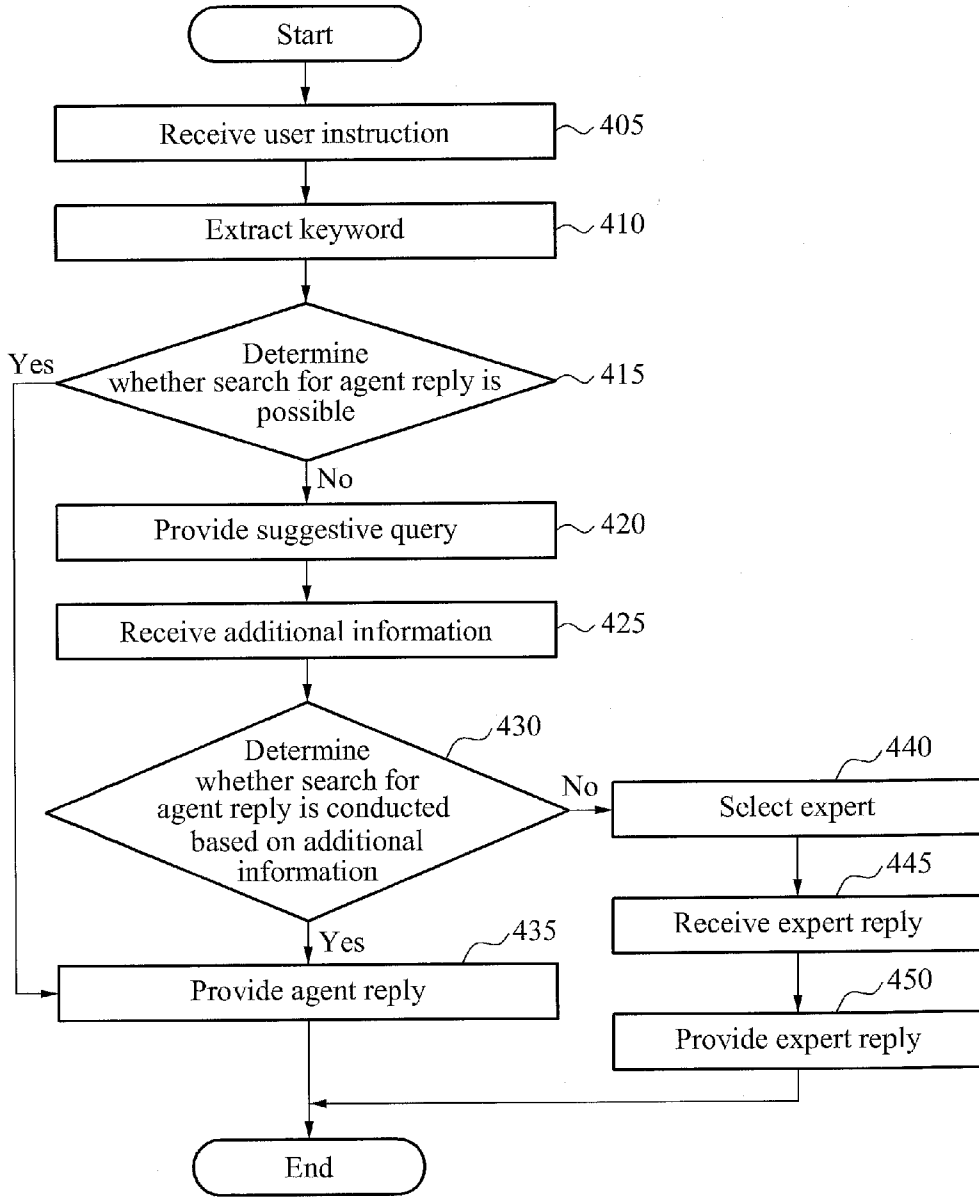 Start
Receive user instruction
405
Extract keyword
410
Determine
whether search for agent reply is
possible
415
Yes
No
Provide suggestive query
420
Receive additional information
425
Determine
whether search for
agent reply is conducted
based on additional
information
430
No
Yes
Select expert
440
Receive expert reply
445
Provide agent reply
435
Provide expert reply
450
End